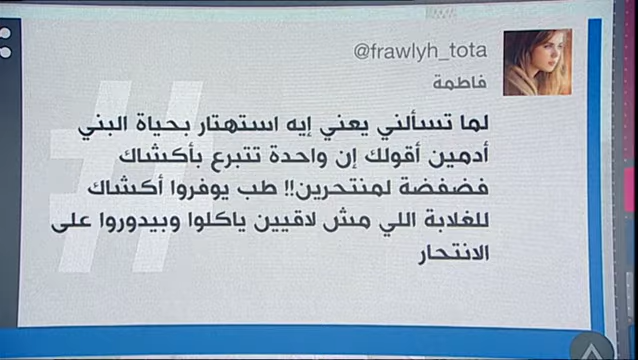 @frawlyh_tota
فاطمة
لما تسألني يعني إيه استهتار بحياة البني
أدمين أقولك إن واحدة تتبرع بأكشاك
فضفضة لمنتحرين!! طب يوفروا أكشاك
للغلابة اللي مش لاقيين ياكلوا وبيدوروا على
الانتحار